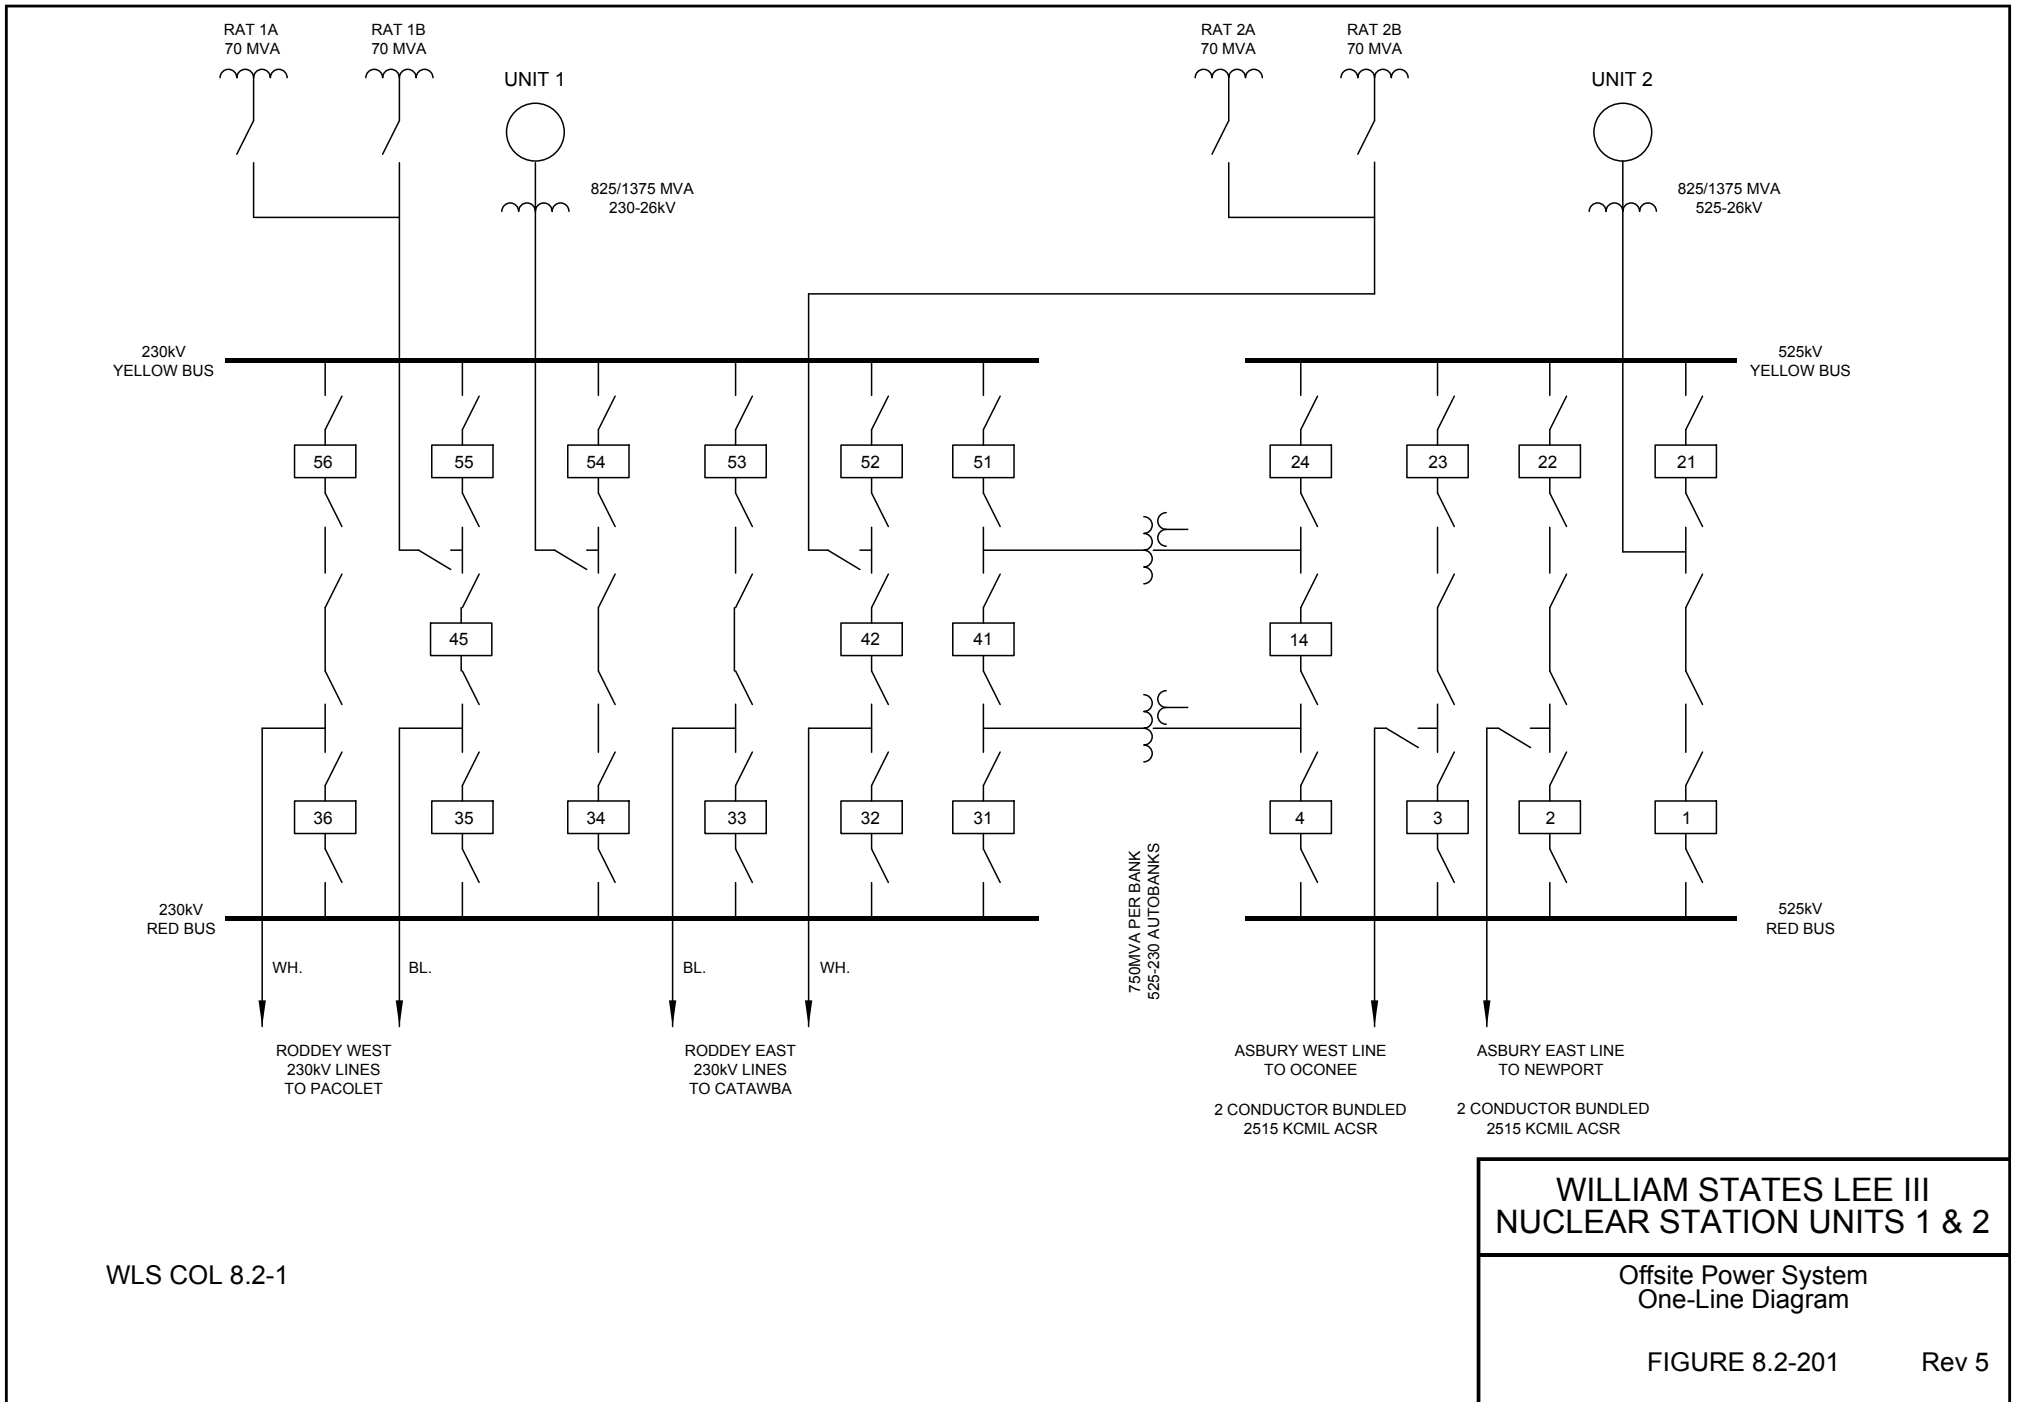 RAT 1A
70 MVA
RAT 1B
70 MVA
UNIT 1
825/1375 MVA
230-26kV
RAT 2A
70 MVA
RAT 2B
70 MVA
UNIT 2
825/1375 MVA
525-26kV
230kV
YELLOW BUS
525kV
YELLOW BUS
56
55
54
53
52
51
24
23
22
21
45
42
41
14
36
35
34
33
32
31
4
3
2
1
750MVA PER BANK
525-230 AUTOBANKS
230kV
RED BUS
525kV
RED BUS
WH.
BL.
BL.
WH.
RODDEY WEST
230kV LINES
TO PACOLET
RODDEY EAST
230kV LINES
TO CATAWBA
ASBURY WEST LINE
TO OCONEE
2 CONDUCTOR BUNDLED
2515 KCMIL ACSR
ASBURY EAST LINE
TO NEWPORT
2 CONDUCTOR BUNDLED
2515 KCMIL ACSR
WLS COL 8.2-1
WILLIAM STATES LEE III
NUCLEAR STATION UNITS 1 & 2
Offsite Power System
One-Line Diagram
FIGURE 8.2-201 Rev 5